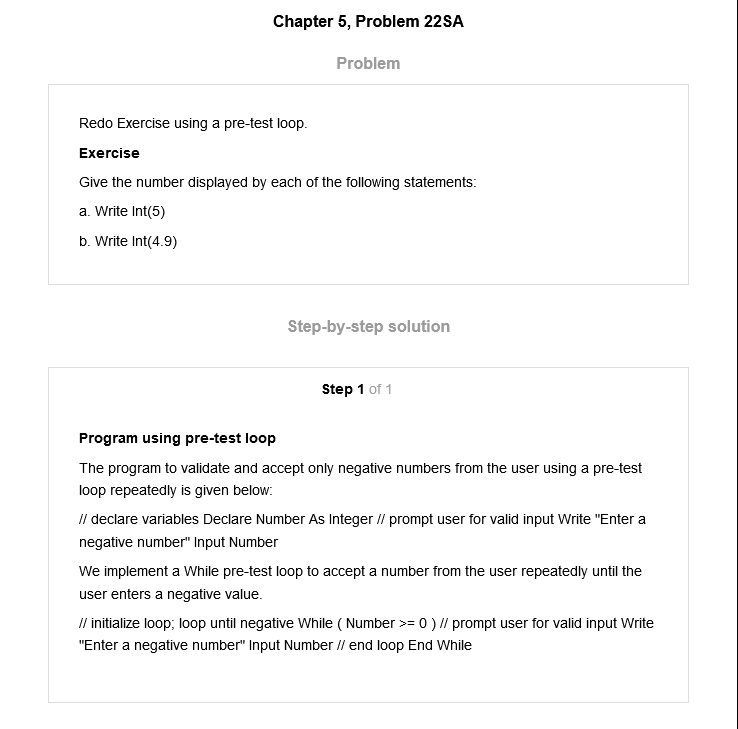 Chapter 5, Problem 22SA
Problem
Redo Exercise using a pre-test loop.
Exercise
Give the number displayed by each of the following statements:
a. Write Int(5)
b. Write Int(4.9)
Step-by-step solution
Step 1 of 1
Program using pre-test loop
The program to validate and accept only negative numbers from the user using a pre-test
loop repeatedly is given below:
// declare variables Declare Number As Integer // prompt user for valid input Write "Enter a
negative number" Input Number
We implement a While pre-test loop to accept a number from the user repeatedly until the
user enters a negative value.
// initialize loop; loop until negative While ( Number >= 0 ) // prompt user for valid input Write
"Enter a negative number" Input Number // end loop End While